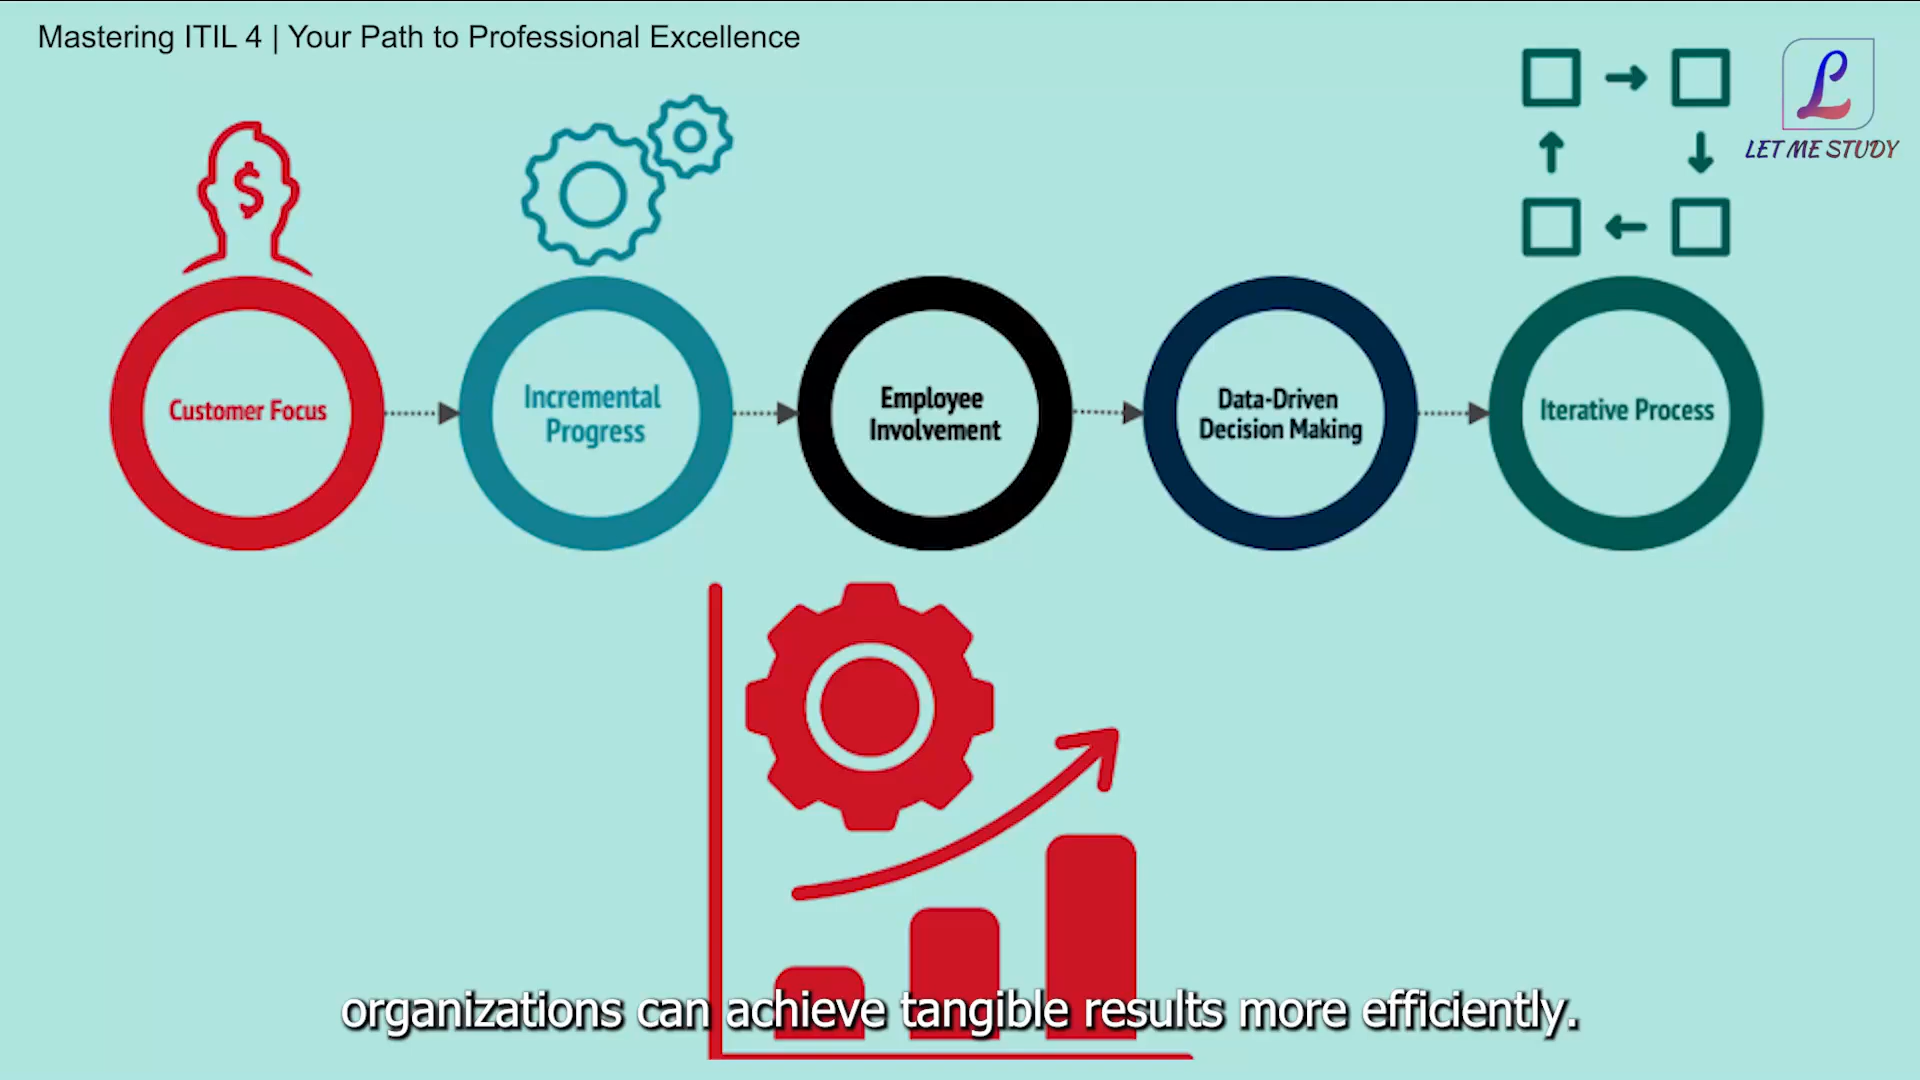 Mastering ITIL 4 | Your Path to Professional Excellence
L
LET ME STUDY
$
Customer Focus
Incremental
Progress
Employee
Involvement
Data-Driven
Decision Making
Iterative Process
organizations can achieve tangible results more efficiently.